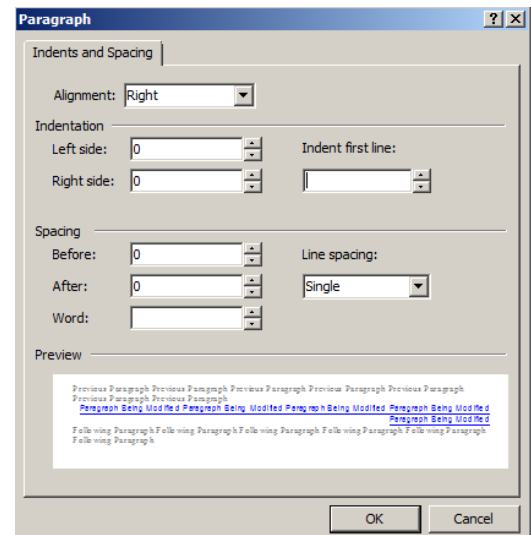 Paragraph
Indents and Spacing
Alignment: Right
Indentation
Left side: 0 Indent first line:
Right side: 0
Spacing
Before: 0 Line spacing:
After: 0 Single
Word:
Preview
Previous Paragraph Previous Paragraph Previous Paragraph Previous Paragraph Previous Paragraph
Previous Paragraph Previous Paragraph
Paragraph Being Modified Paragraph Being Modified Paragraph Being Modified Paragraph Being Modified
Paragraph Being Modified
Following Paragraph Following Paragraph Following Paragraph Following Paragraph Following Paragraph
Following Paragraph
OK Cancel